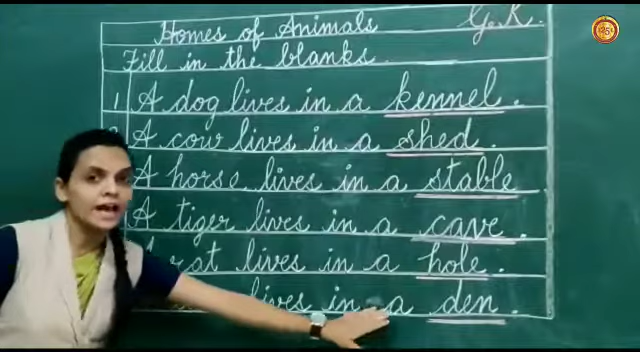 Homes of Animals G.K.
Fill in the blanks.
1 A dog lives in a kennel.
A cow lives in a shed.
A horse lives in a stable.
A tiger lives in a cave.
rat lives in a hole.
lives in a den.